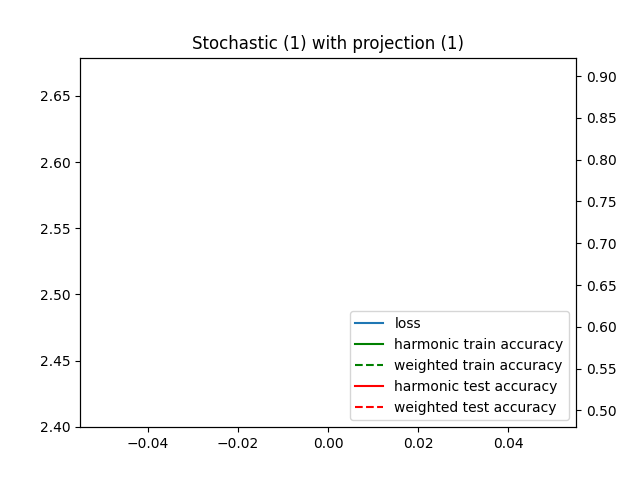 Stochastic (1) with projection (1)
2.65
2.60
2.55
2.50
2.45
2.40
0.90
0.85
0.80
0.75
0.70
0.65
0.60
0.55
0.50
loss
harmonic train accuracy
weighted train accuracy
harmonic test accuracy
weighted test accuracy
−0.04 −0.02 0.00 0.02 0.04